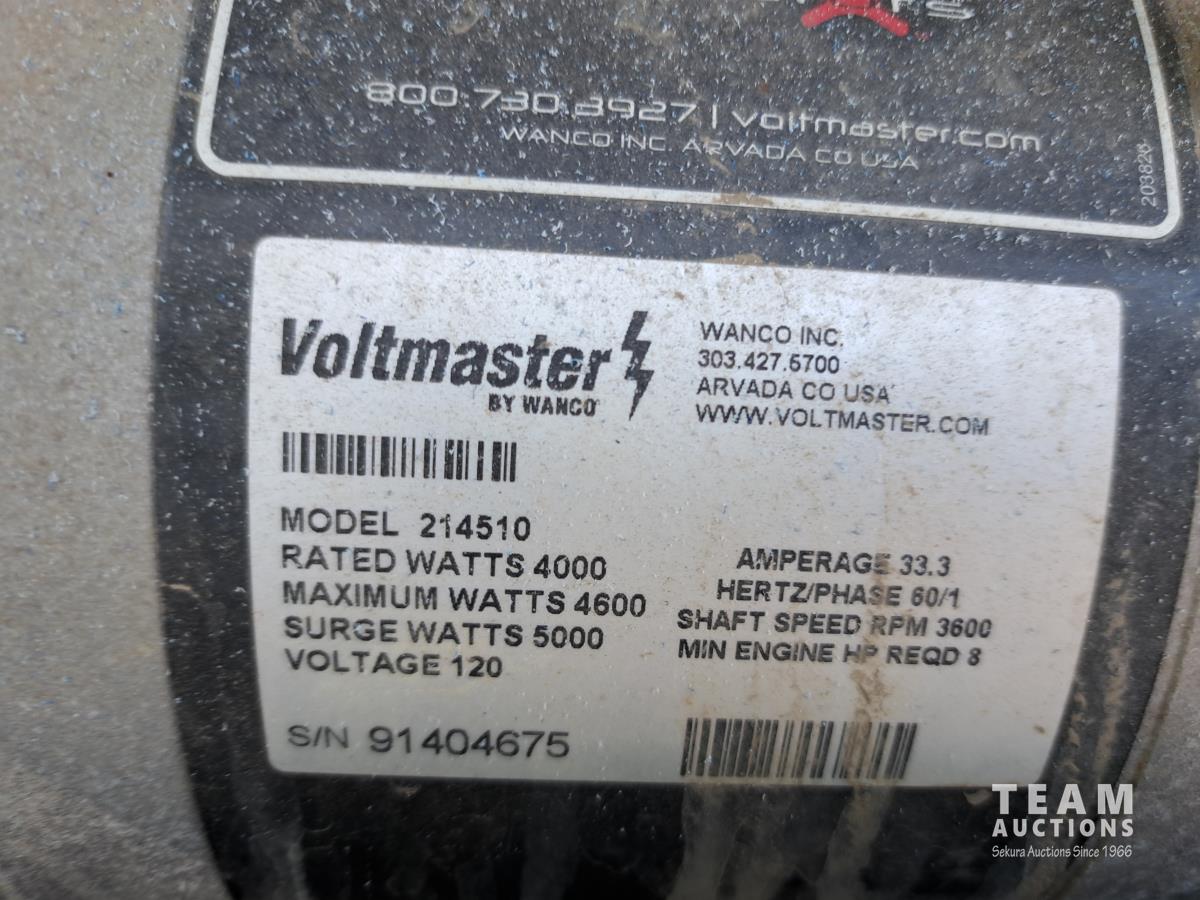 800.730.3927 | voltmaster.com
WANCO INC. ARVADA CO USA
203826
Voltmaster
BY WANCO
WANCO INC.
303.427.5700
ARVADA CO USA
WWW.VOLTMASTER.COM
MODEL 214510
RATED WATTS 4000
MAXIMUM WATTS 4600
SURGE WATTS 5000
VOLTAGE 120
AMPERAGE 33.3
HERTZ/PHASE 60/1
SHAFT SPEED RPM 3600
MIN ENGINE HP REQD 8
S/N 91404675
TEAM
AUCTIONS
Sekura Auctions Since 1966